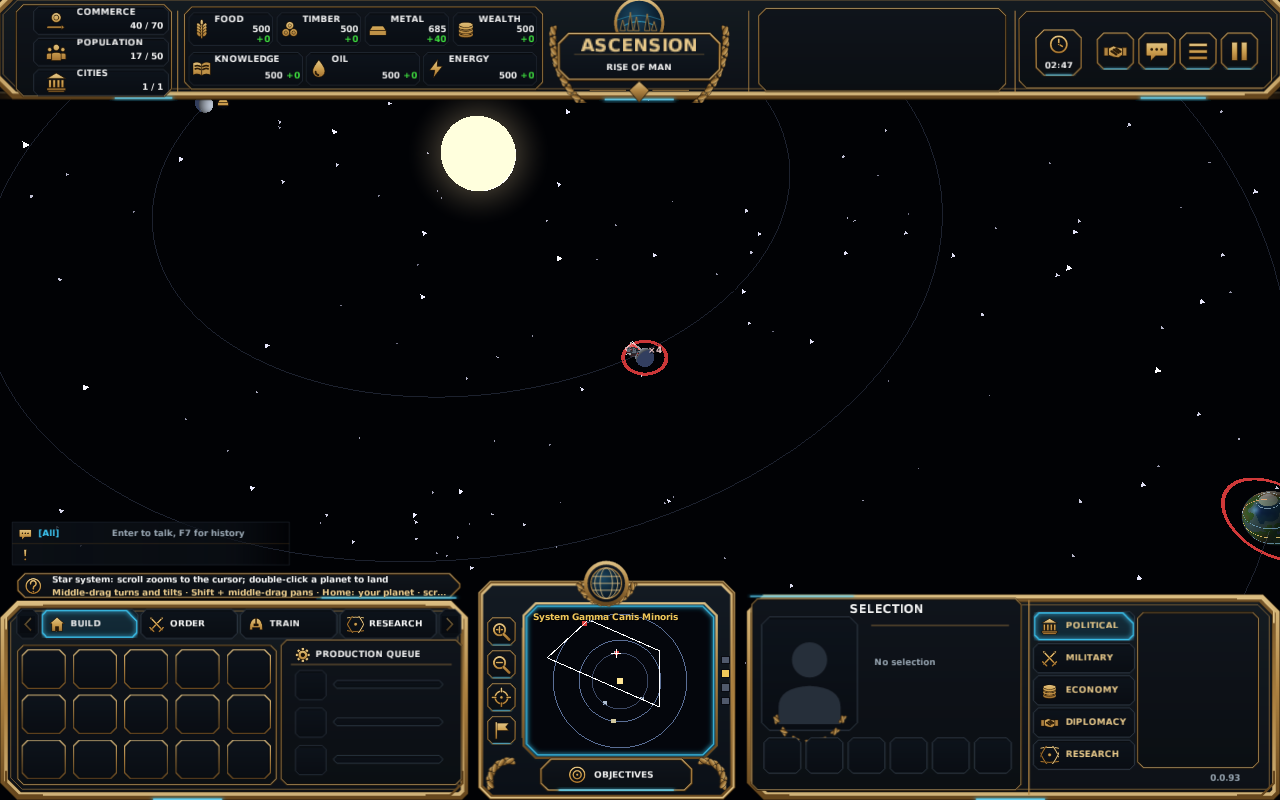 COMMERCE
40 / 70
POPULATION
17 / 50
CITIES
1 / 1
FOOD
500
+0
TIMBER
500
+0
METAL
685
+40
WEALTH
500
+0
KNOWLEDGE
500 +0
OIL
500 +0
ENERGY
500 +0
ASCENSION
RISE OF MAN
02:47
×4
[All] Enter to talk, F7 for history
!
Star system: scroll zooms to the cursor; double-click a planet to land
Middle-drag turns and tilts · Shift + middle-drag pans · Home: your planet · scr...
BUILD
ORDER
TRAIN
RESEARCH
PRODUCTION QUEUE
System Gamma Canis Minoris
OBJECTIVES
SELECTION
No selection
POLITICAL
MILITARY
ECONOMY
DIPLOMACY
RESEARCH
0.0.93